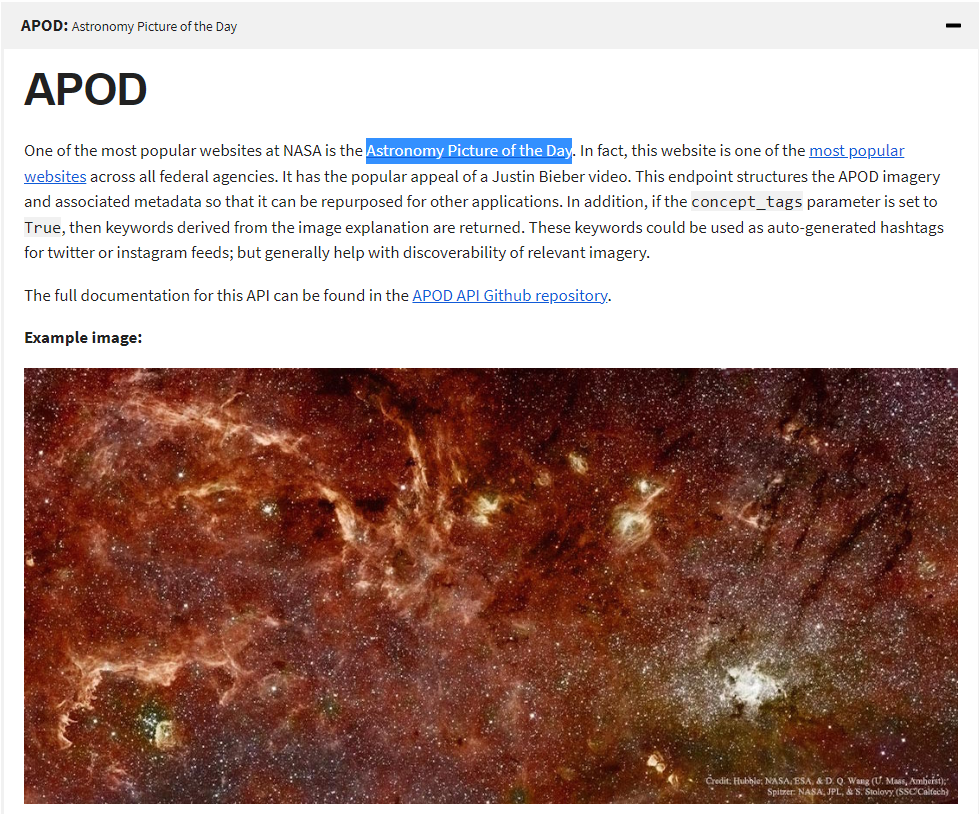 APOD: Astronomy Picture of the Day
APOD
One of the most popular websites at NASA is the Astronomy Picture of the Day. In fact, this website is one of the most popular
websites across all federal agencies. It has the popular appeal of a Justin Bieber video. This endpoint structures the APOD imagery
and associated metadata so that it can be repurposed for other applications. In addition, if the concept_tags parameter is set to
True, then keywords derived from the image explanation are returned. These keywords could be used as auto-generated hashtags
for twitter or instagram feeds; but generally help with discoverability of relevant imagery.
The full documentation for this API can be found in the APOD API Github repository.
Example image:
Credit: Hubble: NASA, ESA, & D. Q. Wang (U. Mass, Amherst);
Spitzer: NASA, JPL, & S. Stolovy (SSC/Caltech)